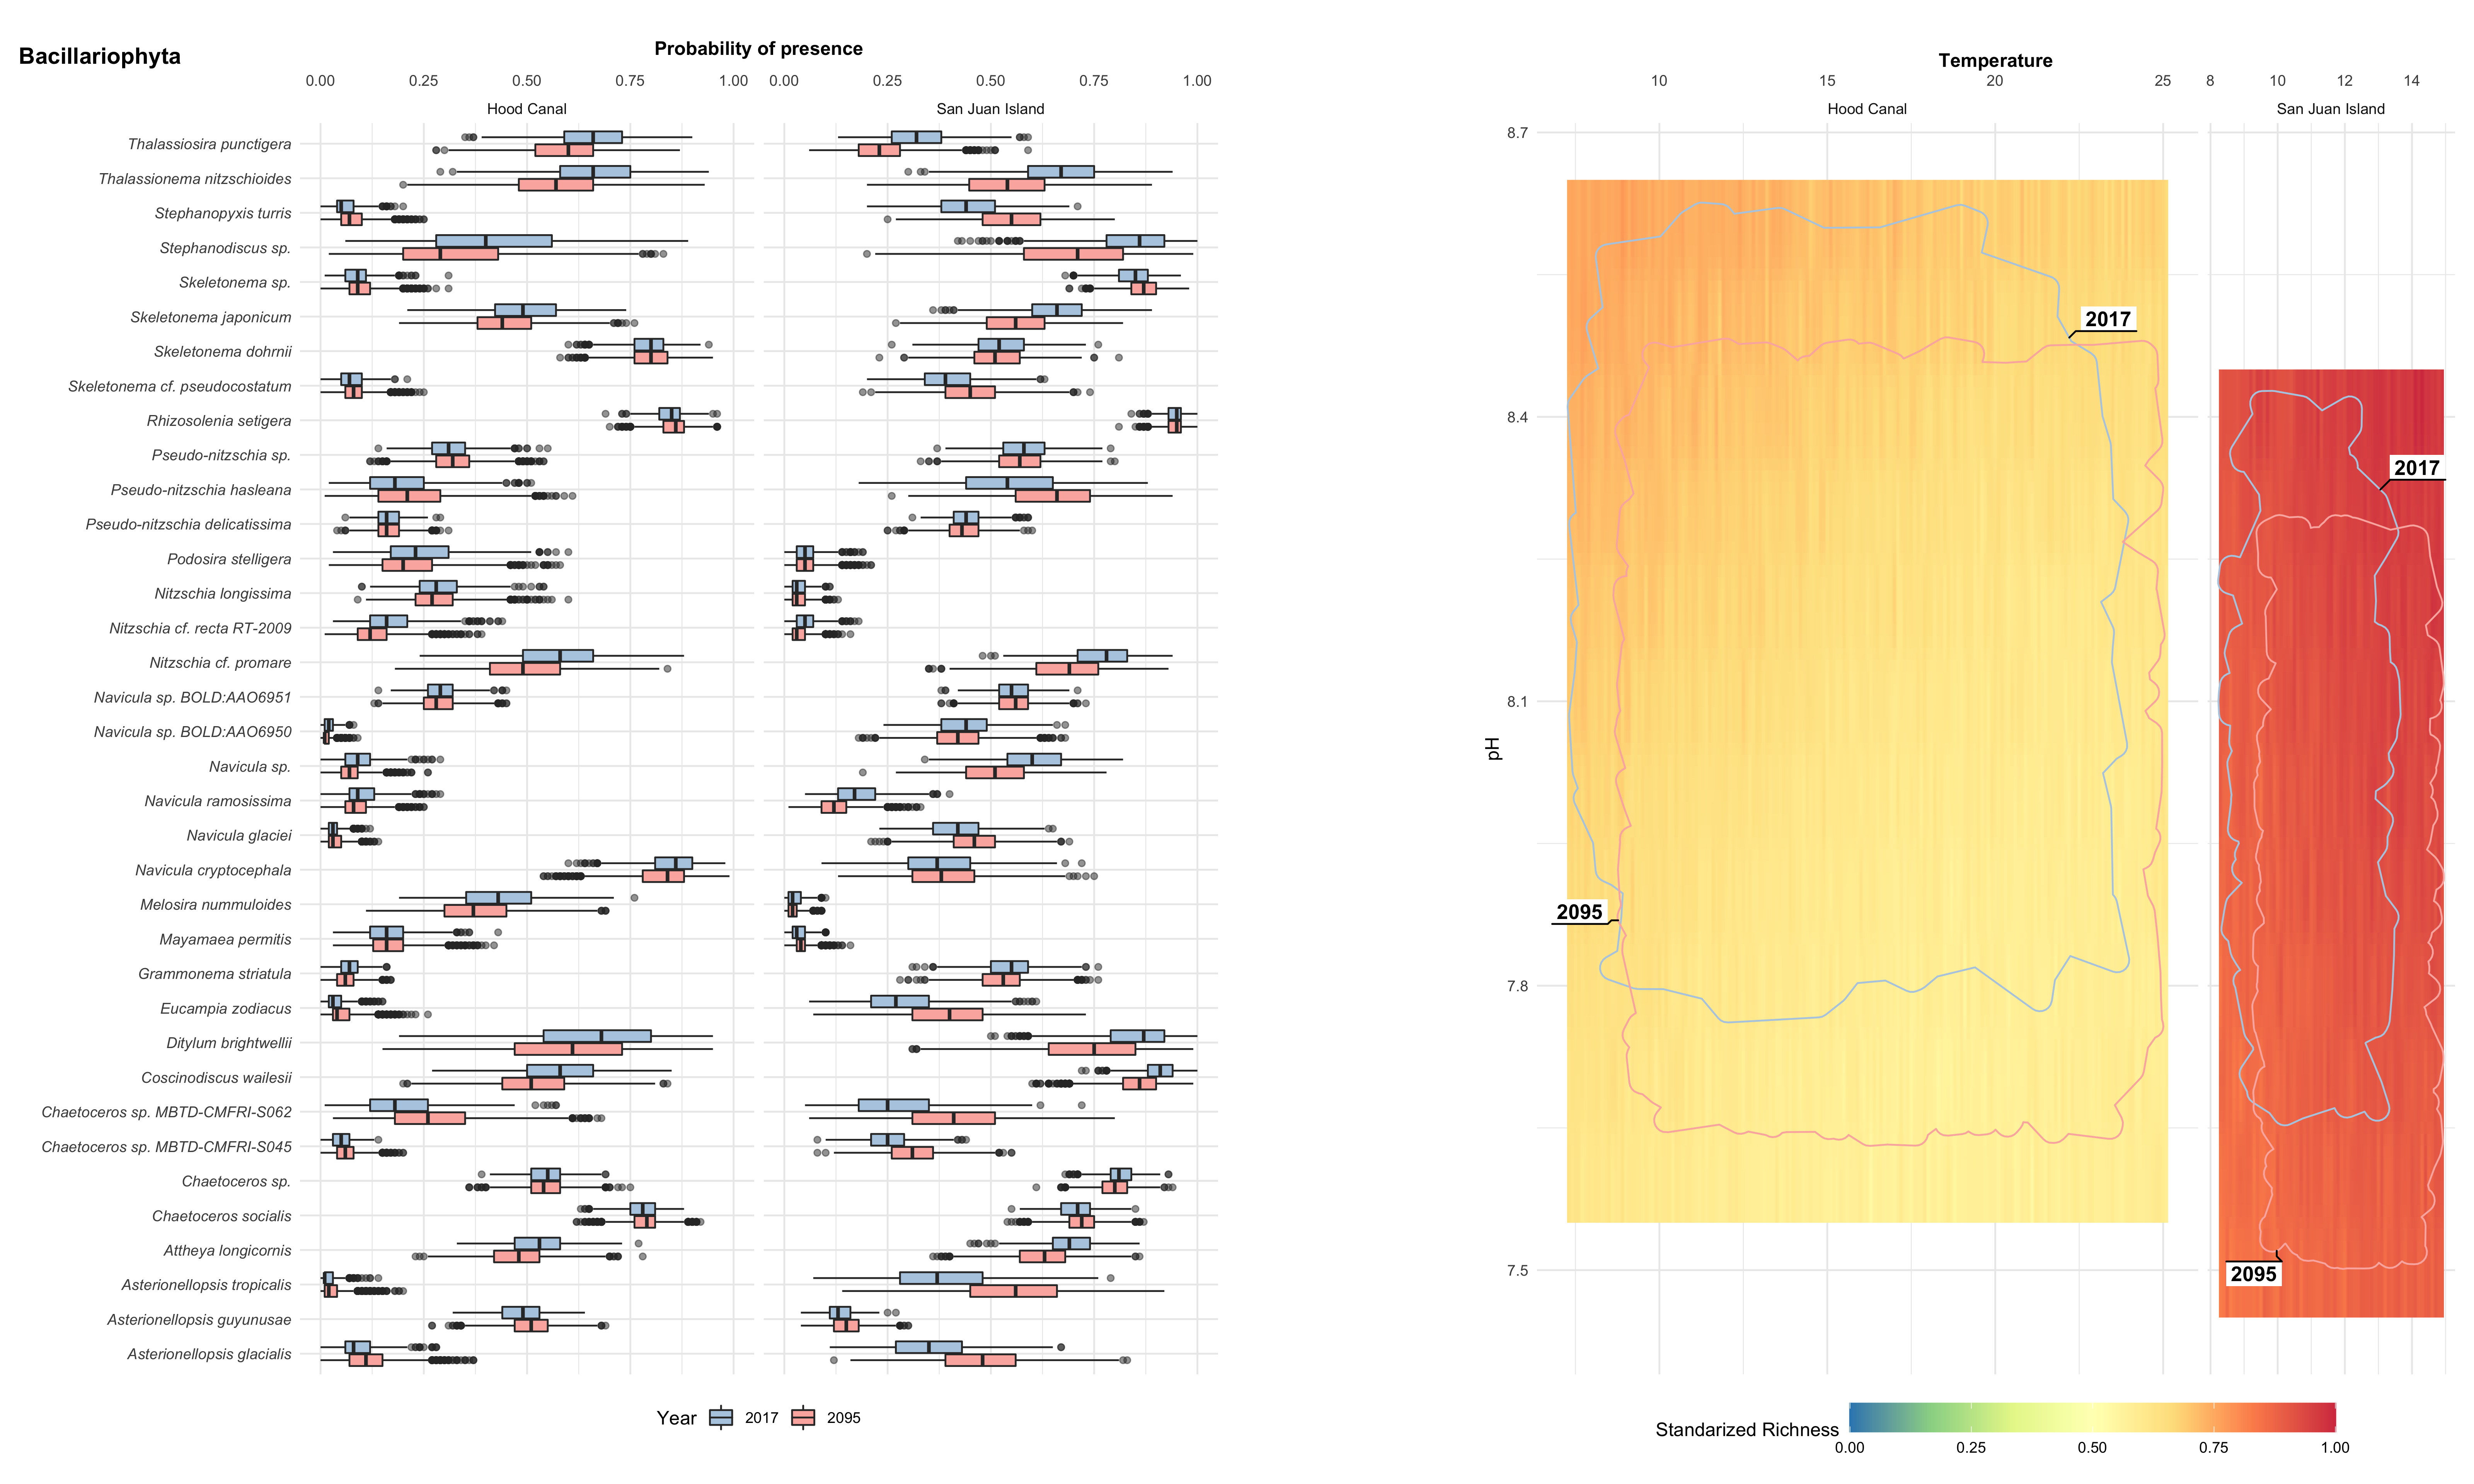 Bacillariophyta
Probability of presence
0.00 0.25 0.50 0.75 1.00 0.00 0.25 0.50 0.75 1.00
Hood Canal San Juan Island
Thalassiosira punctigera
Thalassionema nitzschioides
Stephanopyxis turris
Stephanodiscus sp.
Skeletonema sp.
Skeletonema japonicum
Skeletonema dohrnii
Skeletonema cf. pseudocostatum
Rhizosolenia setigera
Pseudo-nitzschia sp.
Pseudo-nitzschia hasleana
Pseudo-nitzschia delicatissima
Podosira stelligera
Nitzschia longissima
Nitzschia cf. recta RT-2009
Nitzschia cf. promare
Navicula sp. BOLD:AAO6951
Navicula sp. BOLD:AAO6950
Navicula sp.
Navicula ramosissima
Navicula glaciei
Navicula cryptocephala
Melosira nummuloides
Mayamaea permitis
Grammonema striatula
Eucampia zodiacus
Ditylum brightwellii
Coscinodiscus wailesii
Chaetoceros sp. MBTD-CMFRI-S062
Chaetoceros sp. MBTD-CMFRI-S045
Chaetoceros sp.
Chaetoceros socialis
Attheya longicornis
Asterionellopsis tropicalis
Asterionellopsis guyunusae
Asterionellopsis glacialis
Year 2017 2095
Temperature
10 15 20 25 8 10 12 14
Hood Canal San Juan Island
8.7
8.4
8.1
7.8
7.5
pH
2017
2017
2095
2095
Standarized Richness
0.00 0.25 0.50 0.75 1.00